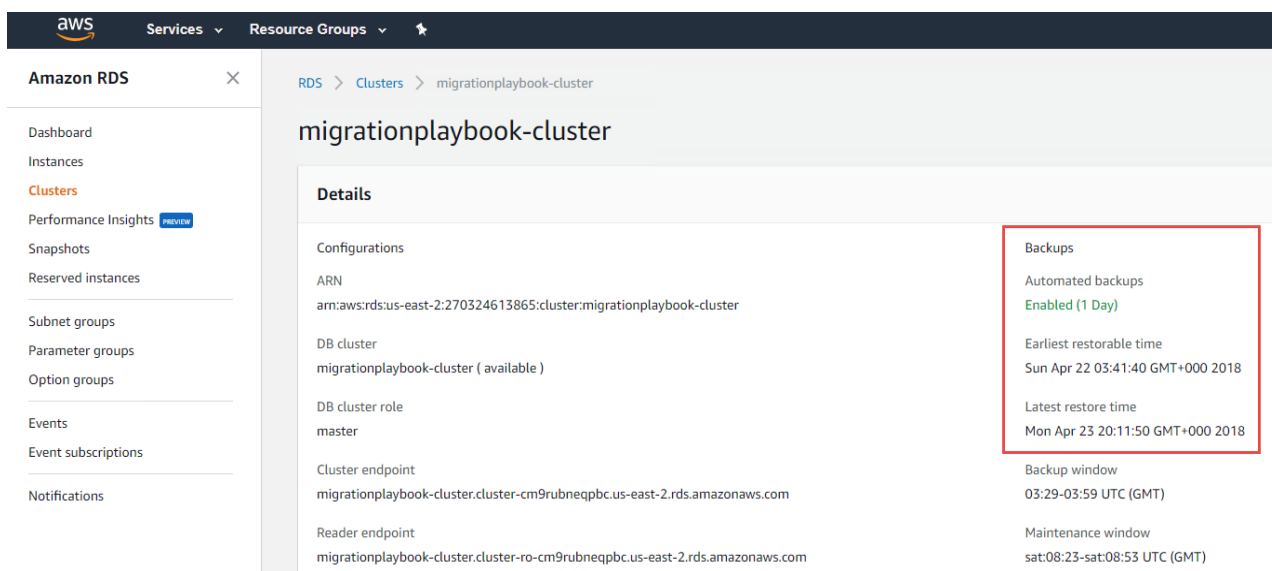 aws
Services
Resource Groups
Amazon RDS
Dashboard
Instances
Clusters
Performance Insights PREVIEW
Snapshots
Reserved instances
Subnet groups
Parameter groups
Option groups
Events
Event subscriptions
Notifications
RDS > Clusters > migrationplaybook-cluster
migrationplaybook-cluster
Details
Configurations
ARN
arn:aws:rds:us-east-2:270324613865:cluster:migrationplaybook-cluster
DB cluster
migrationplaybook-cluster ( available )
DB cluster role
master
Cluster endpoint
migrationplaybook-cluster.cluster-cm9rubneqpbc.us-east-2.rds.amazonaws.com
Reader endpoint
migrationplaybook-cluster.cluster-ro-cm9rubneqpbc.us-east-2.rds.amazonaws.com
Backups
Automated backups
Enabled (1 Day)
Earliest restorable time
Sun Apr 22 03:41:40 GMT+000 2018
Latest restore time
Mon Apr 23 20:11:50 GMT+000 2018
Backup window
03:29-03:59 UTC (GMT)
Maintenance window
sat:08:23-sat:08:53 UTC (GMT)